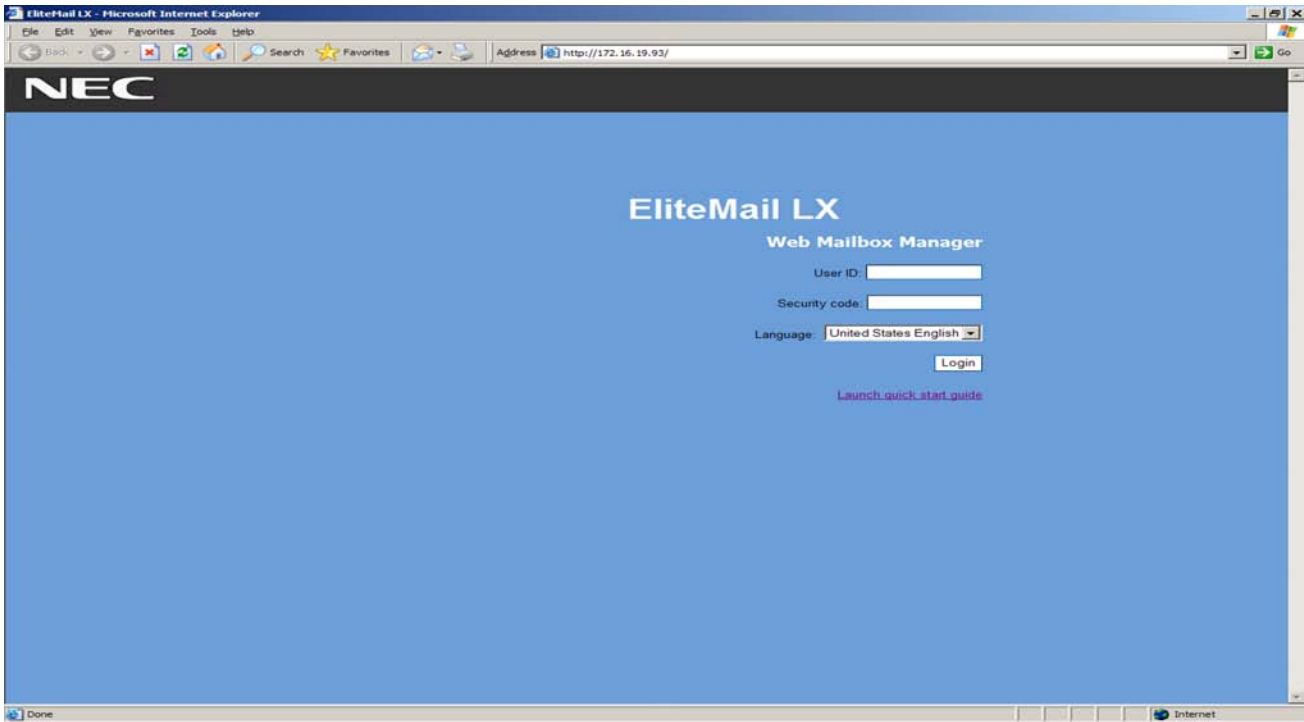 EliteMail LX - Microsoft Internet Explorer
File Edit View Favorites Tools Help
Back Search Favorites Address http://172.16.19.93/ Go
NEC
EliteMail LX
Web Mailbox Manager
User ID:
Security code:
Language: United States English
Login
Launch quick start guide
Done Internet